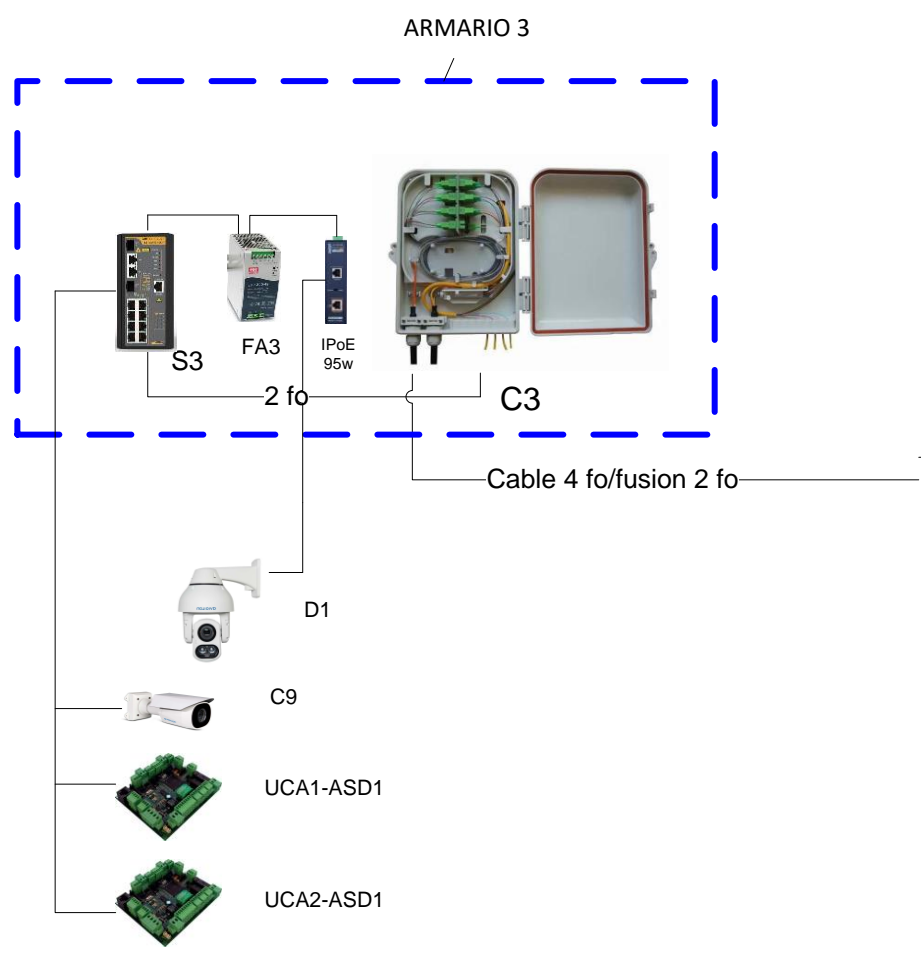 ARMARIO 3
S3
FA3
IPoE
95w
2 fo
C3
Cable 4 fo/fusion 2 fo
D1
C9
UCA1-ASD1
UCA2-ASD1